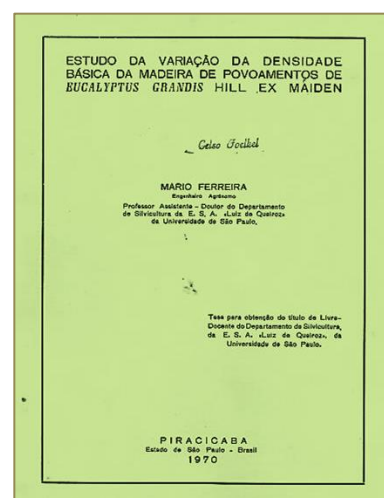 ESTUDO DA VARIAÇÃO DA DENSIDADE
BÁSICA DA MADEIRA DE POVOAMENTOS DE
EUCALYPTUS GRANDIS HILL EX MAIDEN
Celso Foelkel
MARIO FERREIRA
Engenheiro Agrônomo
Professor Assistente - Doutor do Departamento
de Silvicultura da E. S. A. «Luiz de Queiroz»
da Universidade de São Paulo.
Tese para obtenção do título de Livre-
Docente do Departamento de Silvicultura,
da E. S. A. «Luiz de Queiroz», da
Universidade de São Paulo.
PIRACICABA
Estado de São Paulo - Brasil
1970